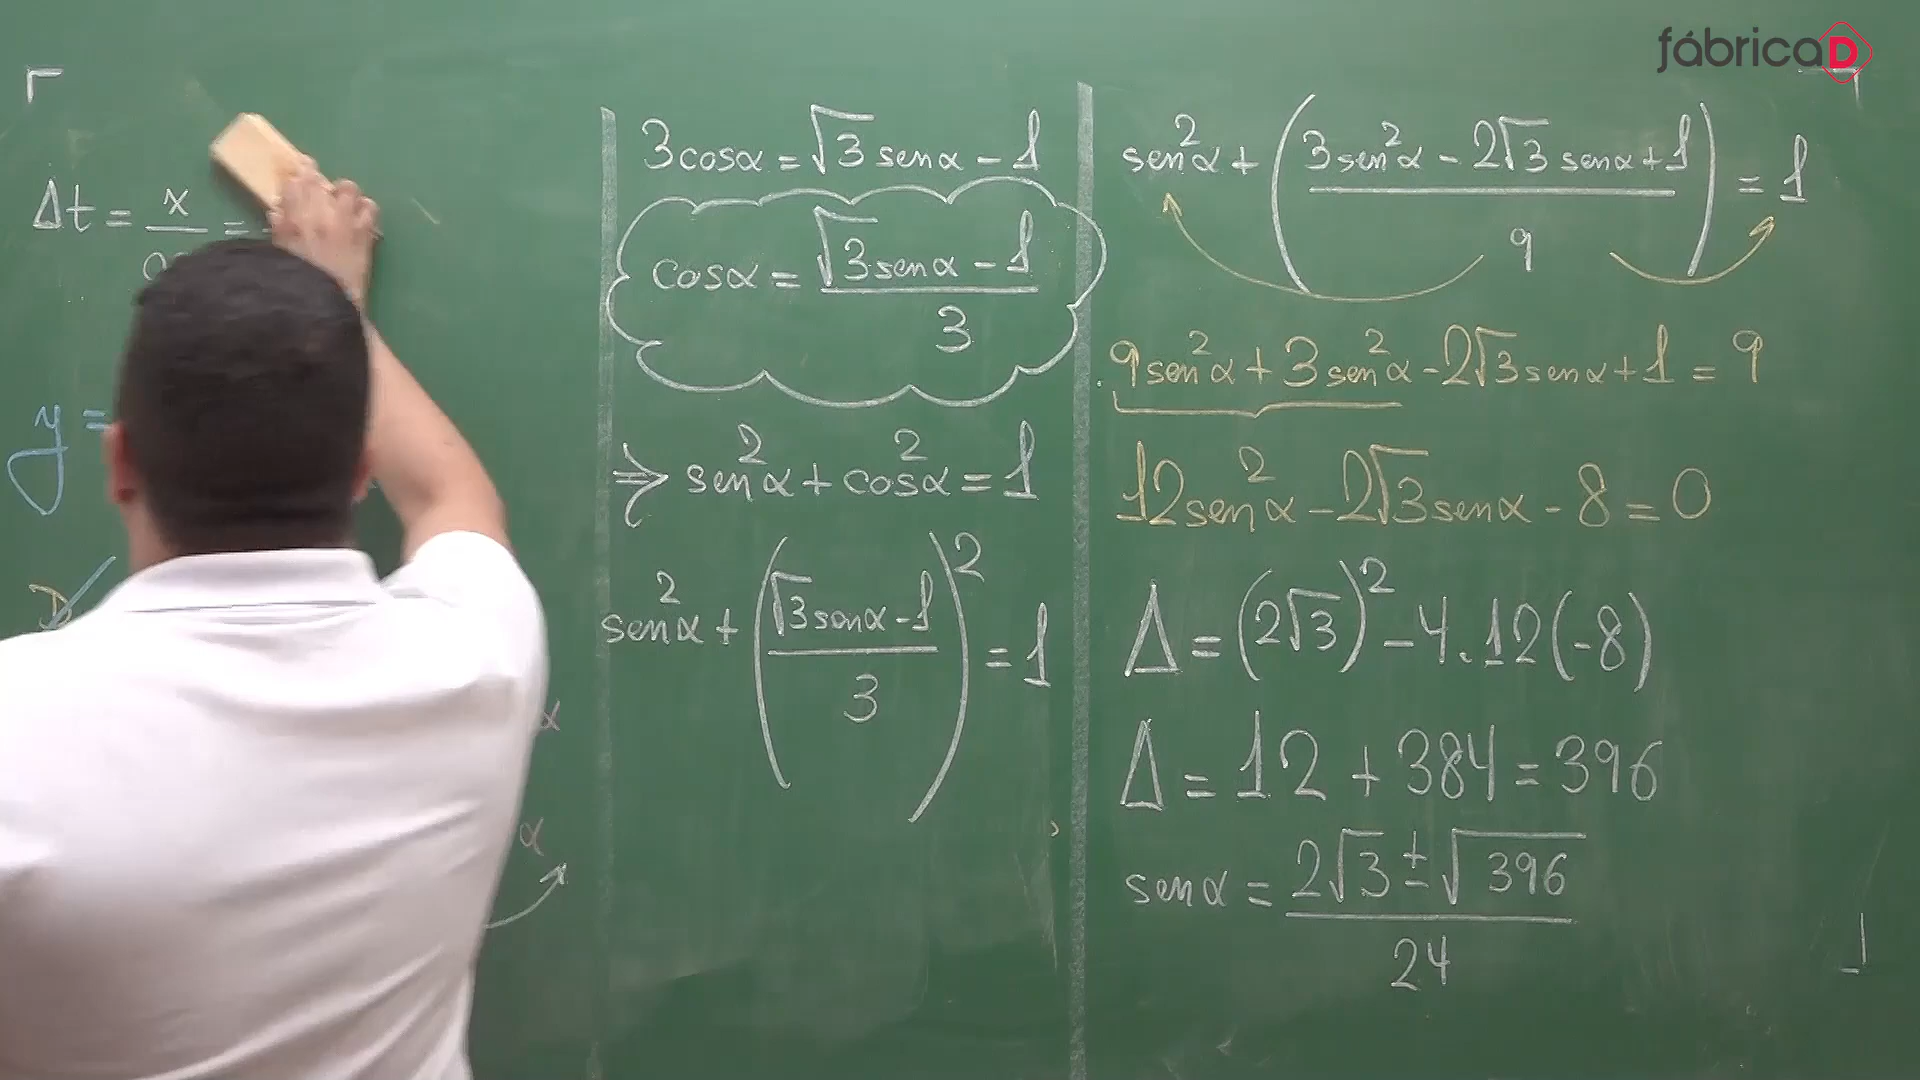 fábricaD
Δt = x =
y =
α
α
3cosα = √3 senα - 1
cosα = √3 senα - 1
3
⇒ sen²α + cos²α = 1
sen²α + (√3 senα - 1)² = 1
3
sen²α + (3sen²α - 2√3 senα + 1) = 1
9
9sen²α + 3sen²α - 2√3 senα + 1 = 9
12sen²α - 2√3 senα - 8 = 0
Δ = (2√3)² - 4.12(-8)
Δ = 12 + 384 = 396
senα = 2√3 ± √396
24